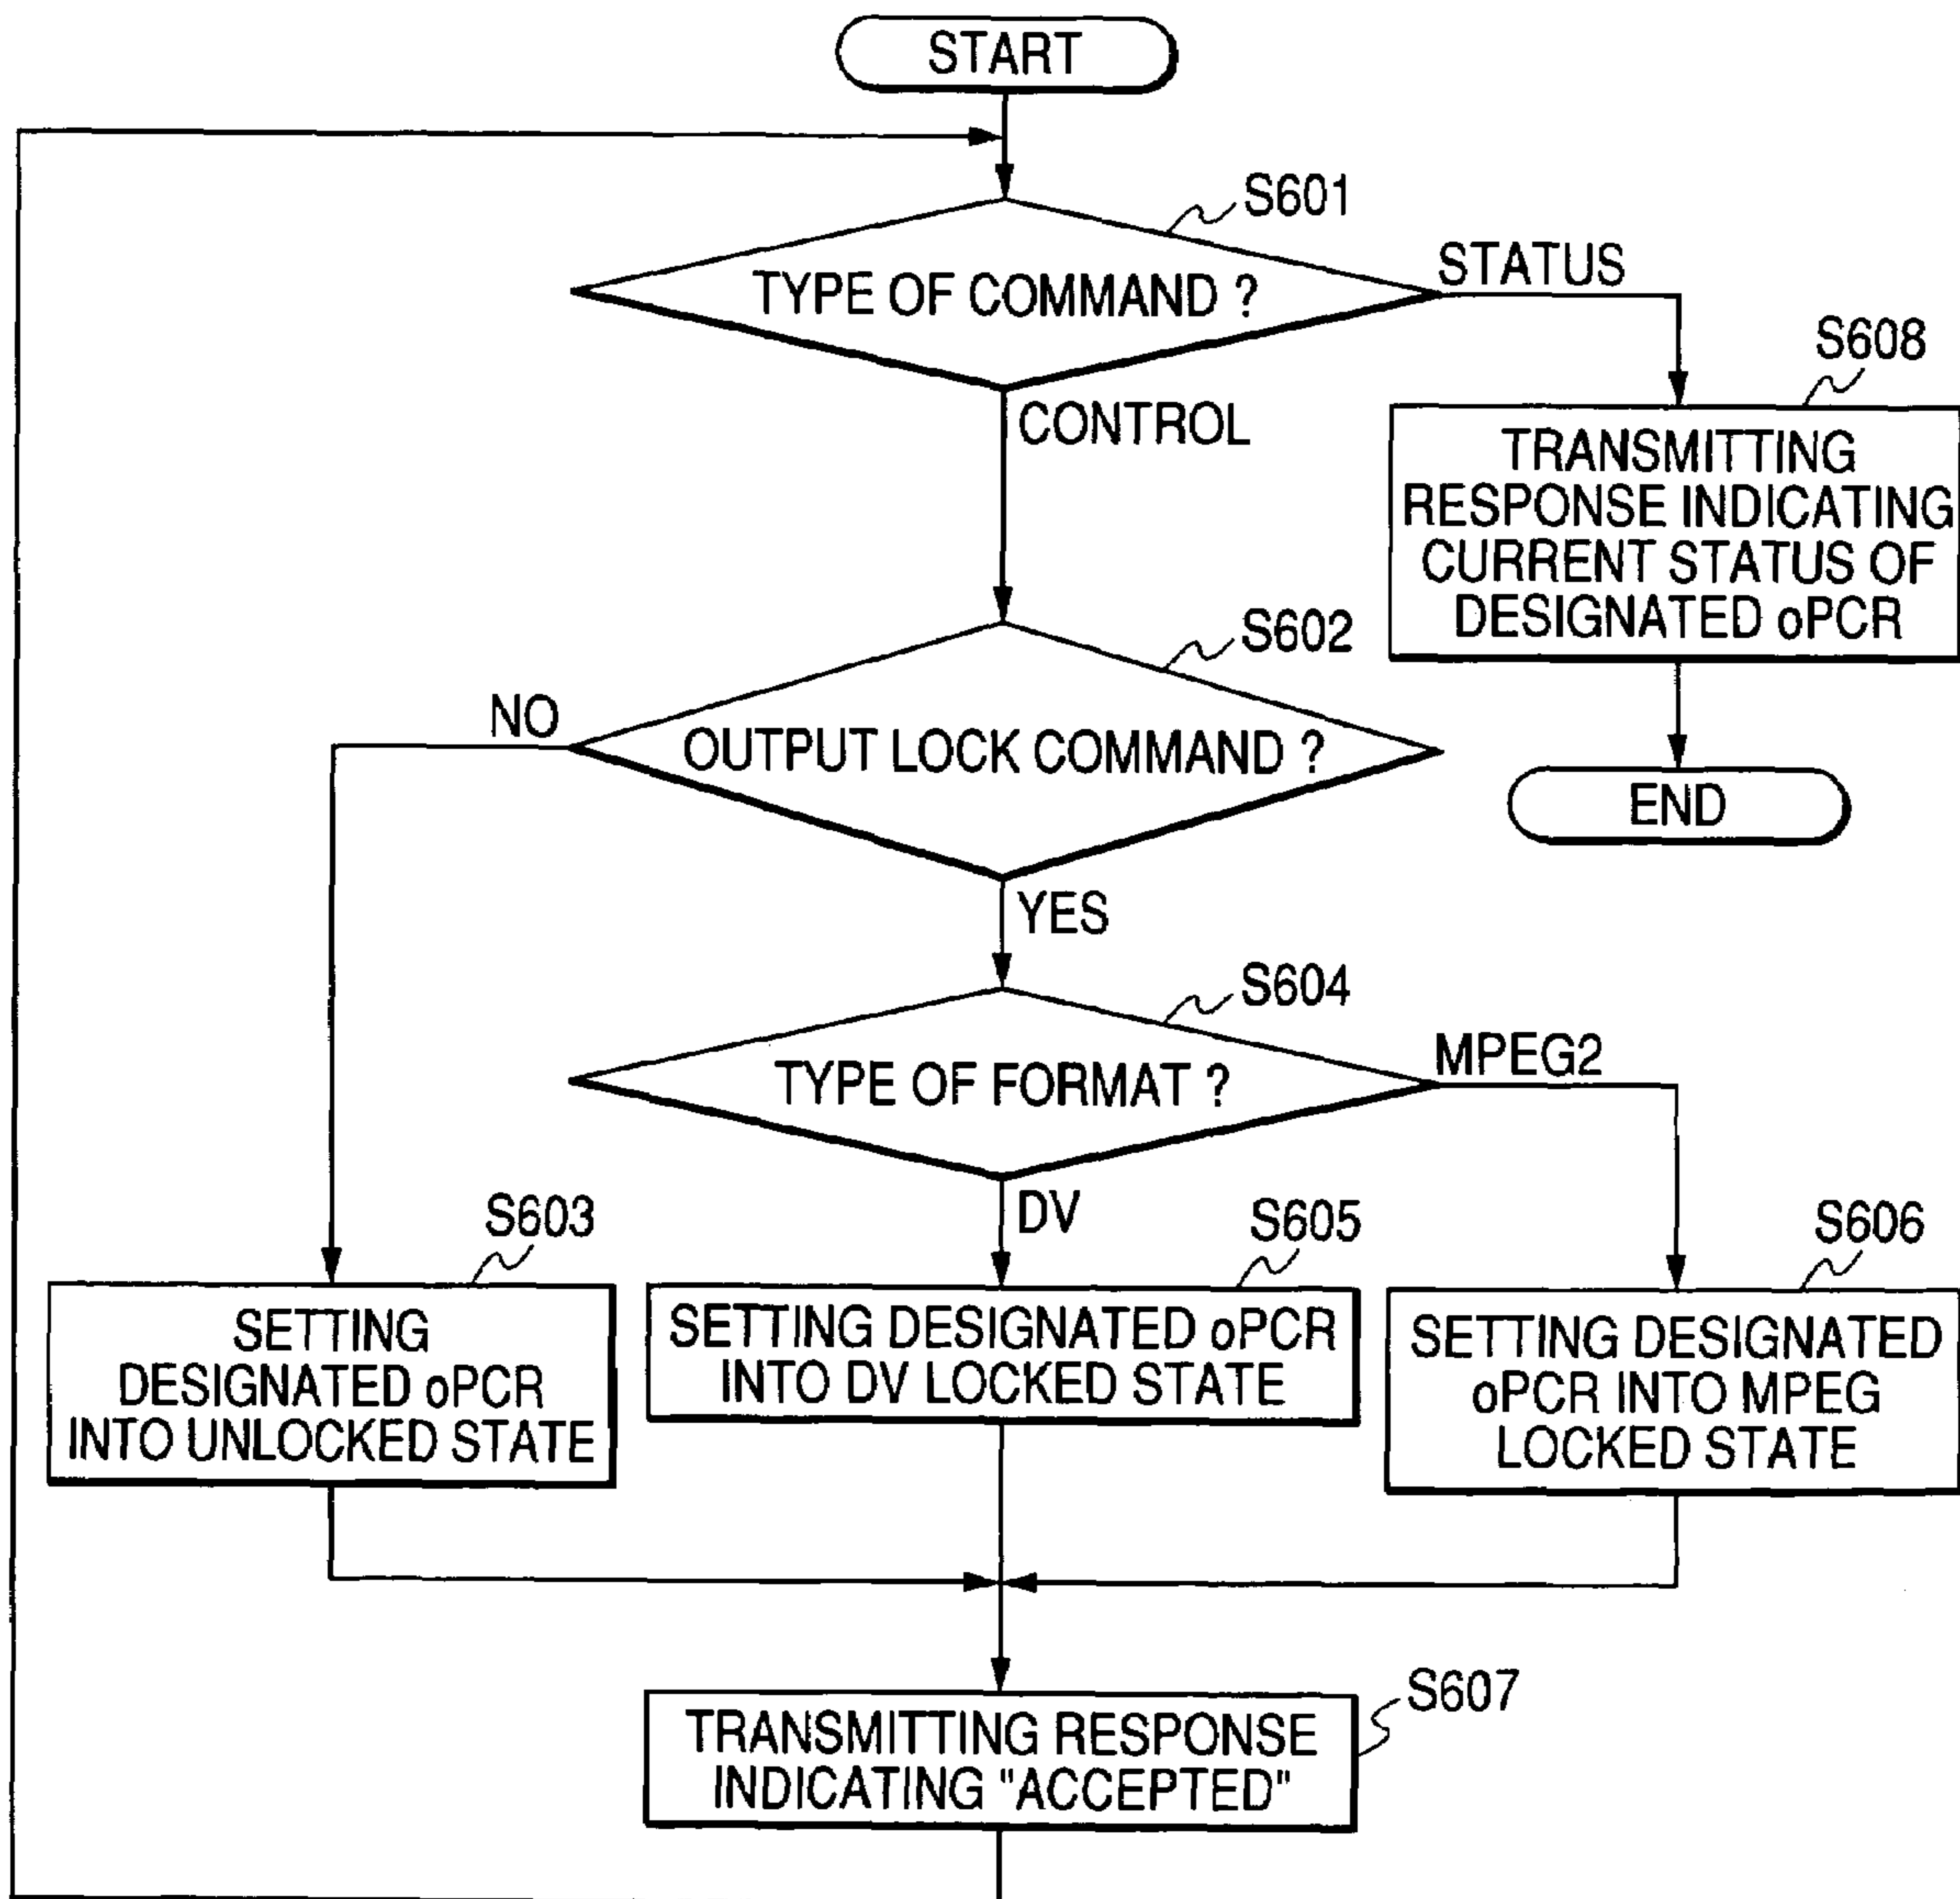 START
S601
TYPE OF COMMAND ?
STATUS
S608
CONTROL
TRANSMITTING
RESPONSE INDICATING
CURRENT STATUS OF
DESIGNATED oPCR
S602
NO
OUTPUT LOCK COMMAND ?
END
YES
S604
TYPE OF FORMAT ?
MPEG2
DV
S603
SETTING
DESIGNATED oPCR
INTO UNLOCKED STATE
S605
SETTING DESIGNATED oPCR
INTO DV LOCKED STATE
S606
SETTING DESIGNATED
oPCR INTO MPEG
LOCKED STATE
S607
TRANSMITTING RESPONSE
INDICATING "ACCEPTED"